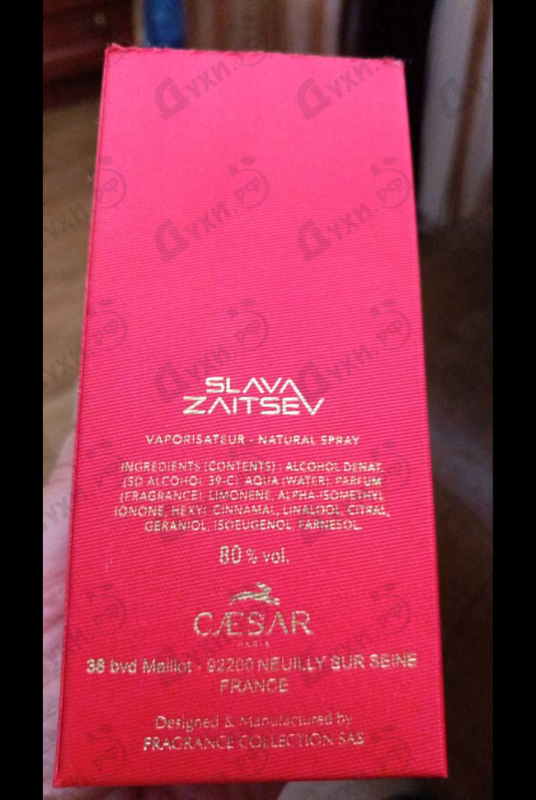 SLAVA
ZAITSEV
VAPORISATEUR - NATURAL SPRAY
INGREDIENTS (CONTENTS) : ALCOHOL DENAT.
(SD ALCOHOL 39-C), AQUA (WATER), PARFUM
(FRAGRANCE), LIMONENE, ALPHA-ISOMETHYL
IONONE, HEXYL CINNAMAL, LINALOOL, CITRAL,
GERANIOL, ISOEUGENOL, FARNESOL.
80 % vol.
CÆSAR
PARIS
38 bvd Maillot - 92200 NEUILLY SUR SEINE
FRANCE
Designed & Manufactured by
FRAGRANCE COLLECTION SAS
Духи.рф